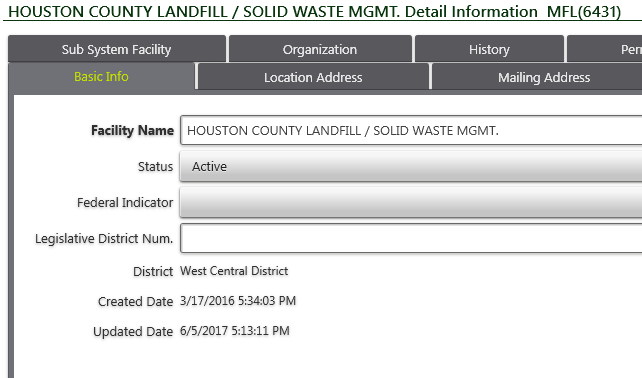 HOUSTON COUNTY LANDFILL / SOLID WASTE MGMT. Detail Information MFL(6431)
Sub System Facility Organization History
Basic Info Location Address Mailing Address
Facility Name HOUSTON COUNTY LANDFILL / SOLID WASTE MGMT.
Status Active
Federal Indicator
Legislative District Num.
District West Central District
Created Date 3/17/2016 5:34:03 PM
Updated Date 6/5/2017 5:13:11 PM